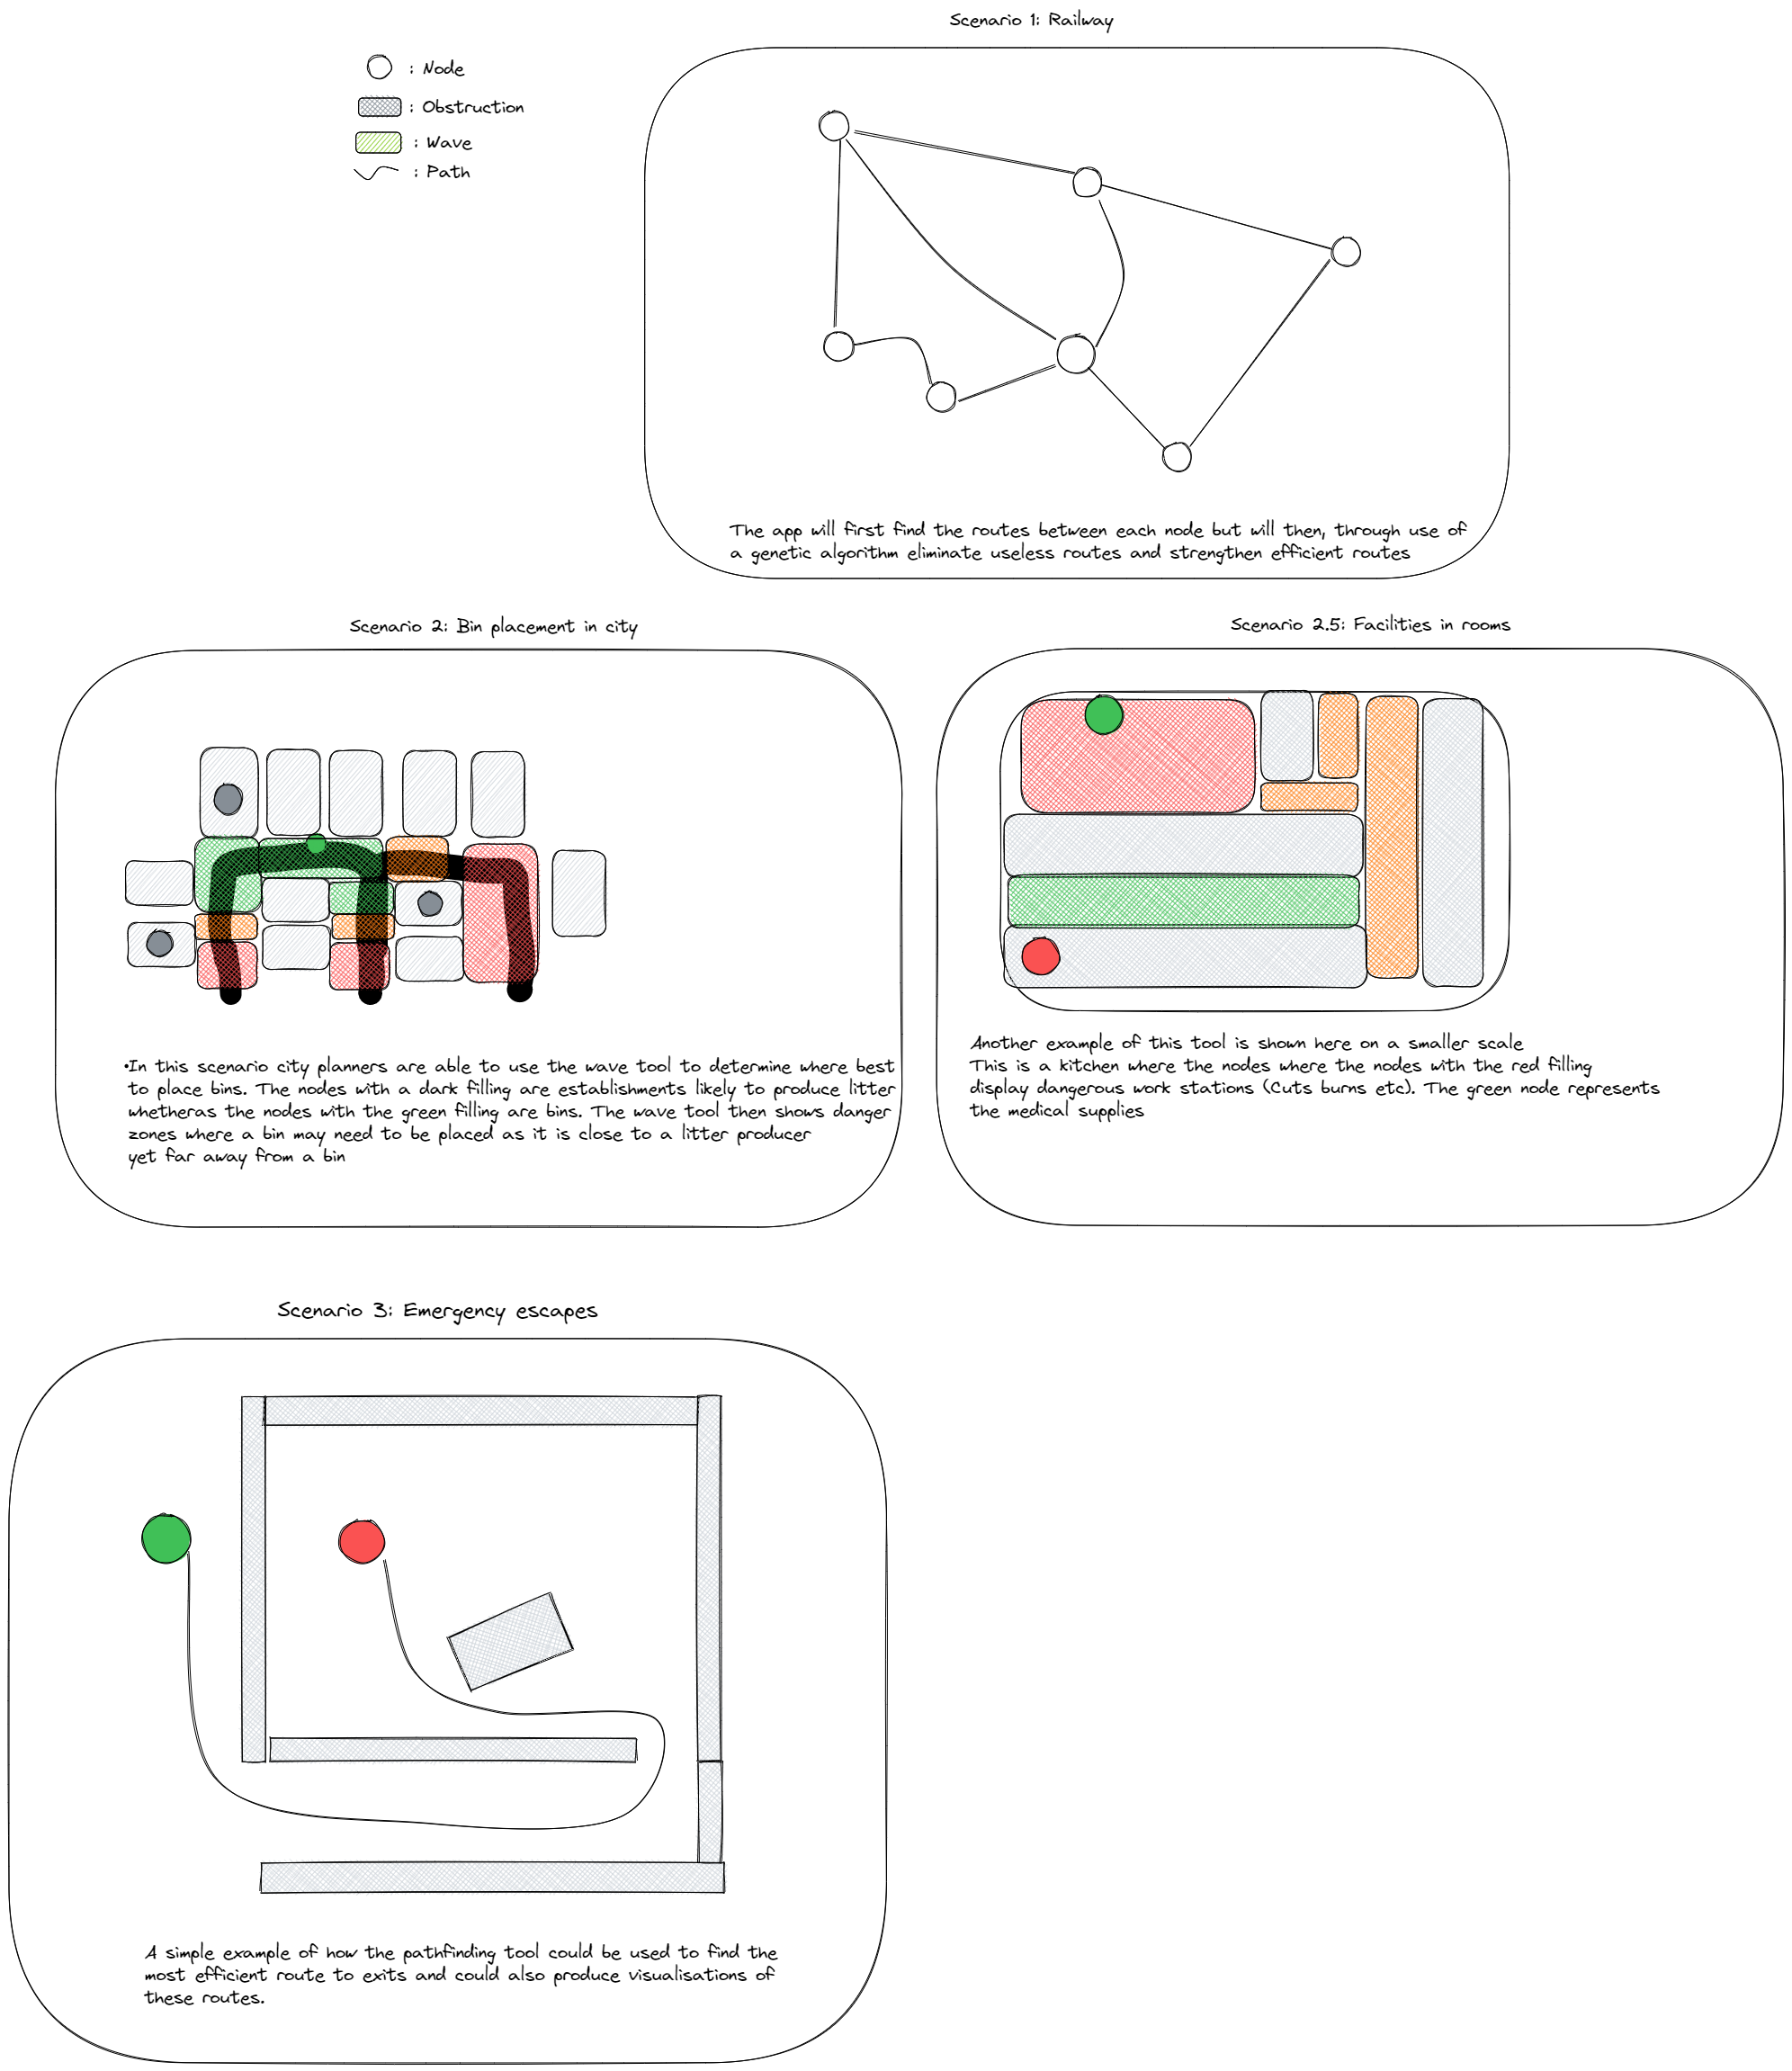 Scenario 1: Railway
: Node
: Obstruction
: Wave
: Path
The app will first find the routes between each node but will then, through use of
a genetic algorithm eliminate useless routes and strengthen efficient routes
Scenario 2: Bin placement in city
•In this scenario city planners are able to use the wave tool to determine where best
to place bins. The nodes with a dark filling are establishments likely to produce litter
whetheras the nodes with the green filling are bins. The wave tool then shows danger
zones where a bin may need to be placed as it is close to a litter producer
yet far away from a bin
Scenario 2.5: Facilities in rooms
Another example of this tool is shown here on a smaller scale
This is a kitchen where the nodes where the nodes with the red filling
display dangerous work stations (Cuts burns etc). The green node represents
the medical supplies
Scenario 3: Emergency escapes
A simple example of how the pathfinding tool could be used to find the
most efficient route to exits and could also produce visualisations of
these routes.